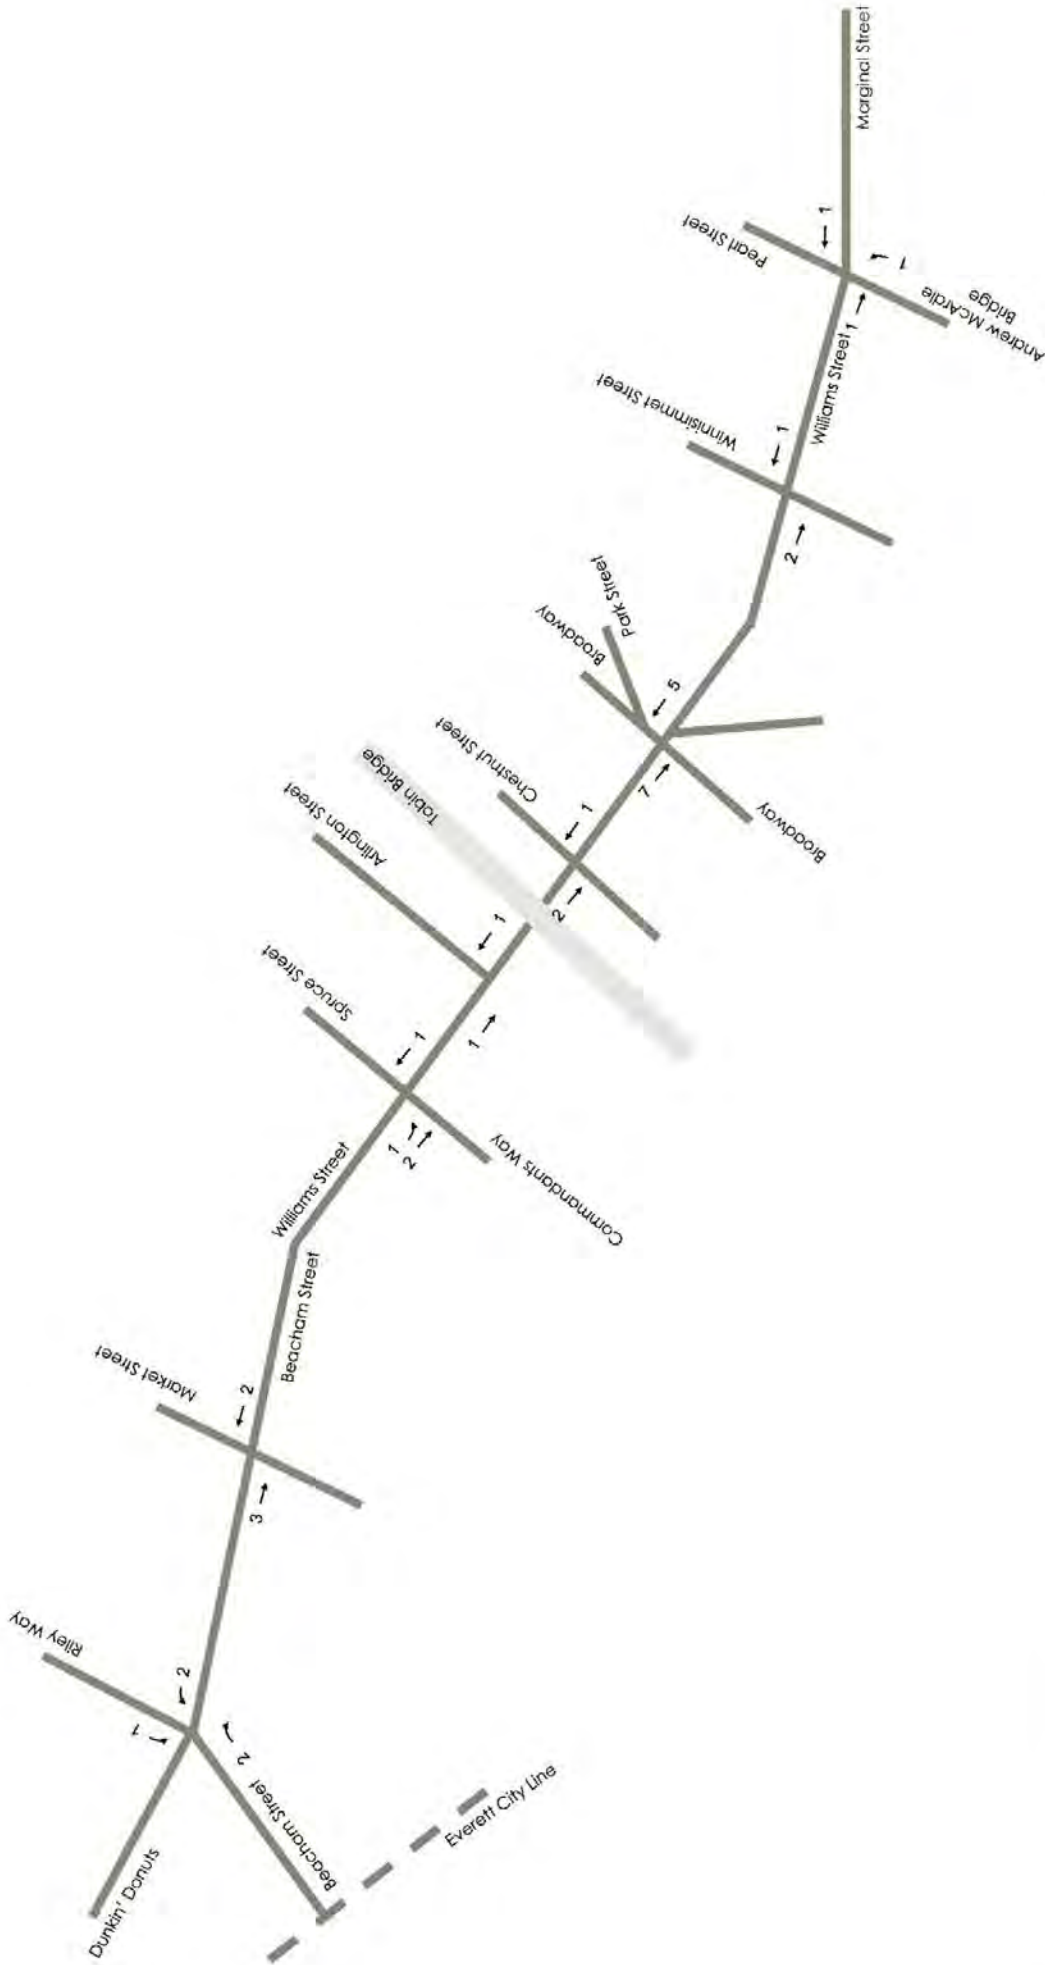 Marginal Street
1
Pearl Street
1
Andrew McArdle
Bridge
1
Williams Street
Winnisimmet Street
1
2
Park Street
Broadway
5
7
Broadway
Chestnut Street
1
2
Tobin Bridge
Arlington Street
1
1
Spruce Street
1
1
2
Commandants Way
Williams Street
Beacham Street
Market Street
2
3
Riley Way
2
1
2
Beacham Street
Beacham Street
Dunkin' Donuts
Everett City Line